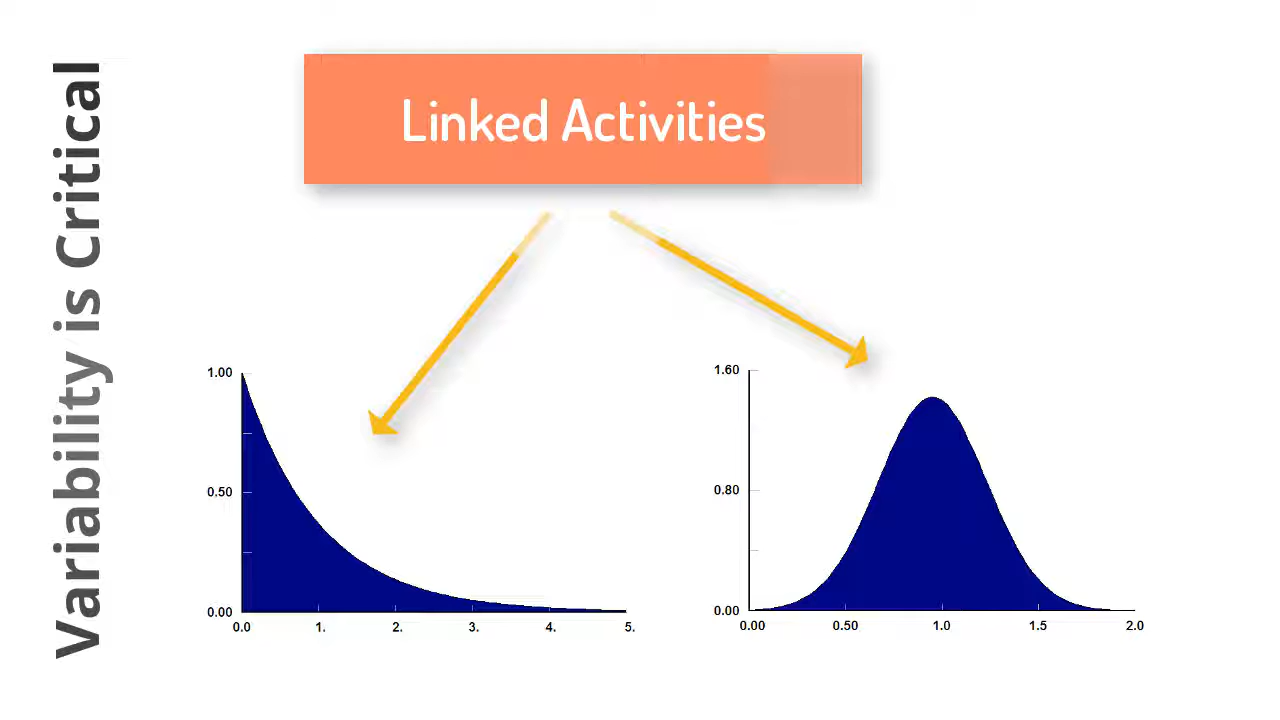 Variability is Critical
Linked Activities
1.00
0.50
0.00
0.0 1. 2. 3. 4. 5.
1.60
0.80
0.00
0.00 0.50 1.0 1.5 2.0